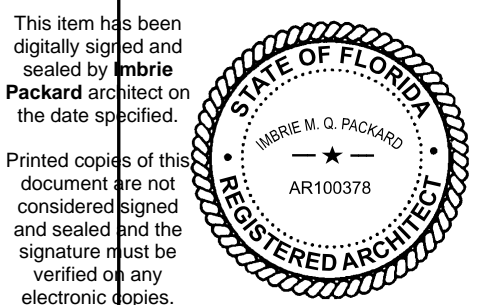 This item has been
digitally signed and
sealed by Imbrie
Packard architect on
the date specified.
Printed copies of this
document are not
considered signed
and sealed and the
signature must be
verified on any
electronic copies.
STATE OF FLORIDA
IMBRIE M. Q. PACKARD
AR100378
REGISTERED ARCHITECT